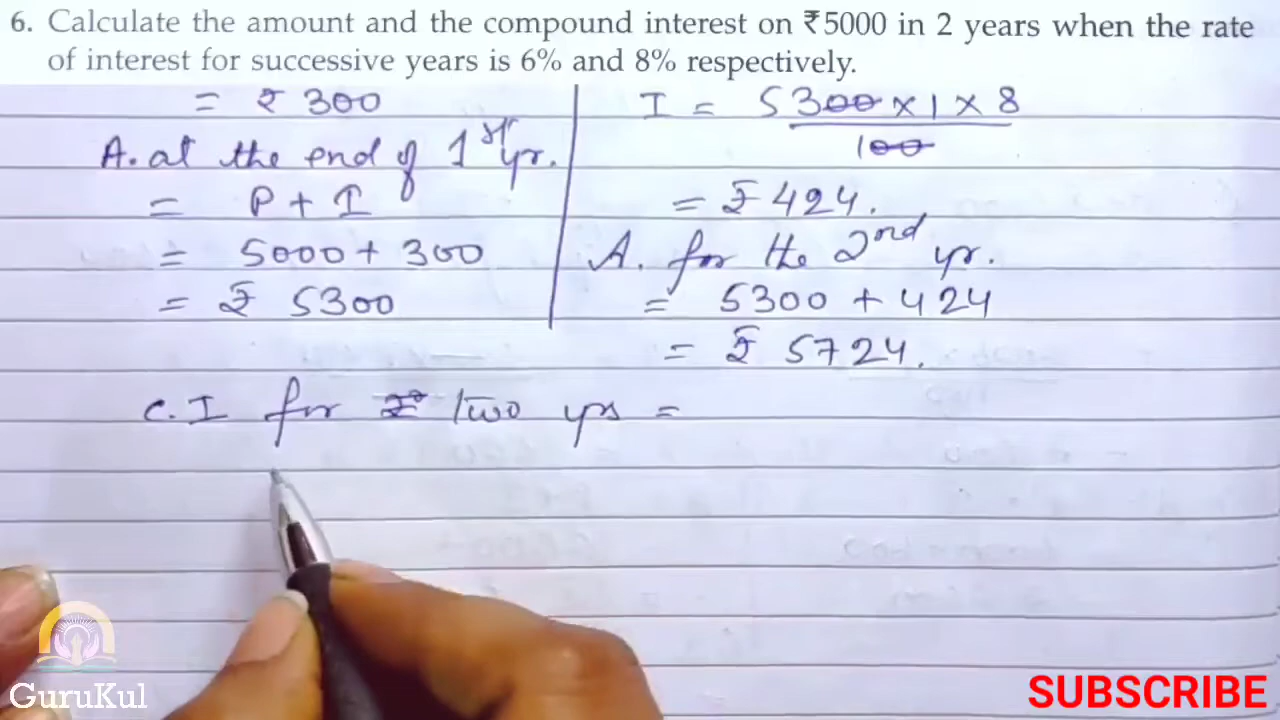 6. Calculate the amount and the compound interest on ₹5000 in 2 years when the rate
of interest for successive years is 6% and 8% respectively.
= ₹ 300
A. at the end of 1st yr.
= P + I
= 5000 + 300
= ₹ 5300
I = 5300 × 1 × 8
100
= ₹ 424.
A. for the 2nd yr.
= 5300 + 424
= ₹ 5724.
C. I for two yrs =
GuruKul
SUBSCRIBE